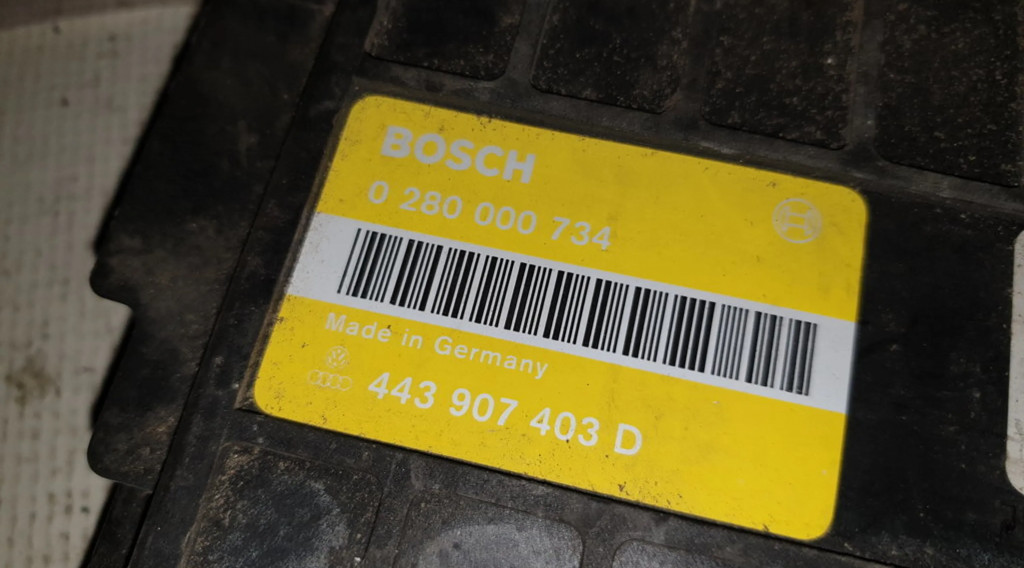 BOSCH
0 280 000 734
Made in Germany
443 907 403 D